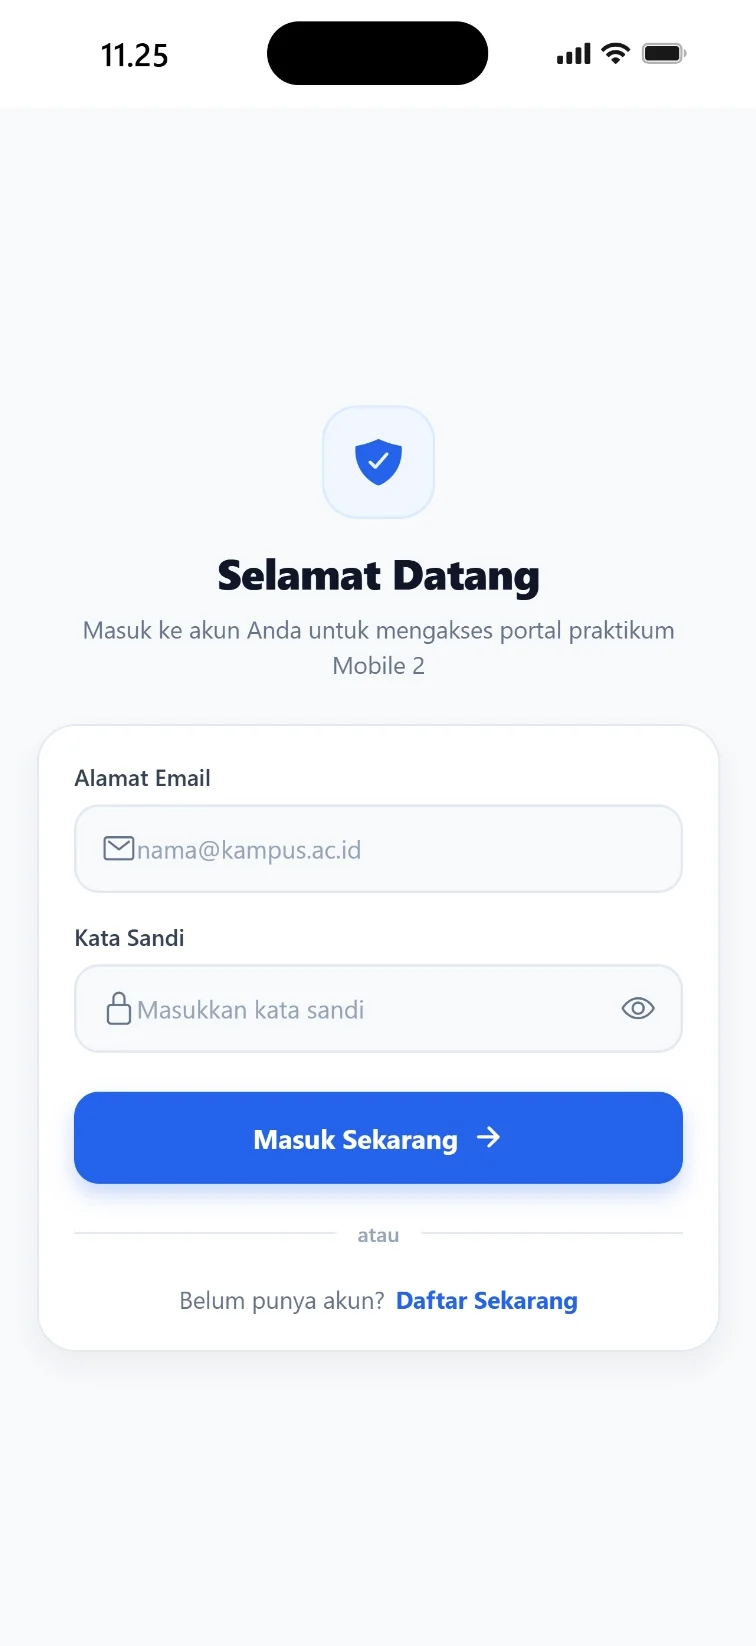 11.25
Selamat Datang
Masuk ke akun Anda untuk mengakses portal praktikum
Mobile 2
Alamat Email
nama@kampus.ac.id
Kata Sandi
Masukkan kata sandi
Masuk Sekarang
atau
Belum punya akun? Daftar Sekarang